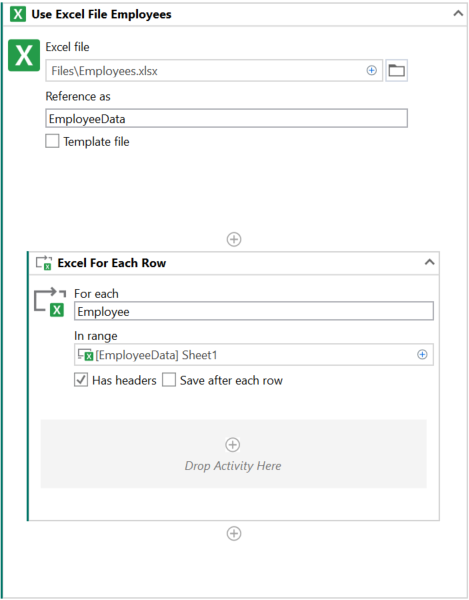 Use Excel File Employees
Excel file
Files\Employees.xlsx
Reference as
EmployeeData
Template file
Excel For Each Row
For each
Employee
In range
[EmployeeData] Sheet1
Has headers Save after each row
Drop Activity Here